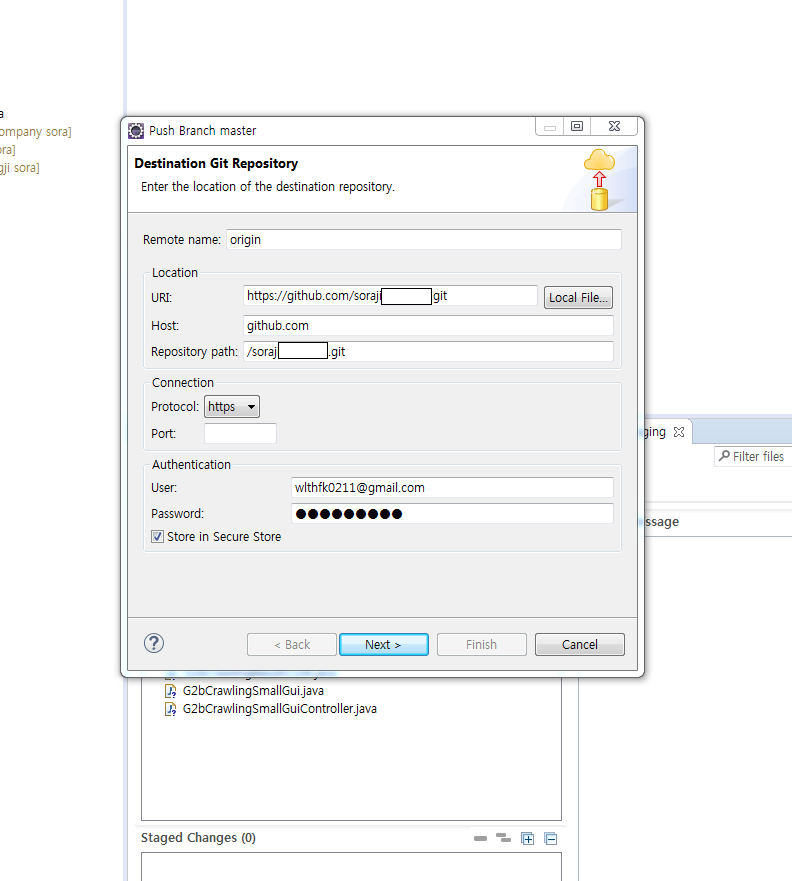 a
ompany sora]
ora]
gji sora]
Push Branch master
Destination Git Repository
Enter the location of the destination repository.
Remote name: origin
Location
URI: https://github.com/soraji git Local File...
Host: github.com
Repository path: /soraj .git
Connection
Protocol: https
Port:
Authentication
User: wlthfk0211@gmail.com
Password: ●●●●●●●●●
Store in Secure Store
ging
Filter files
ssage
? < Back Next > Finish Cancel
G2bCrawlingSmallGui.java
G2bCrawlingSmallGuiController.java
Staged Changes (0)